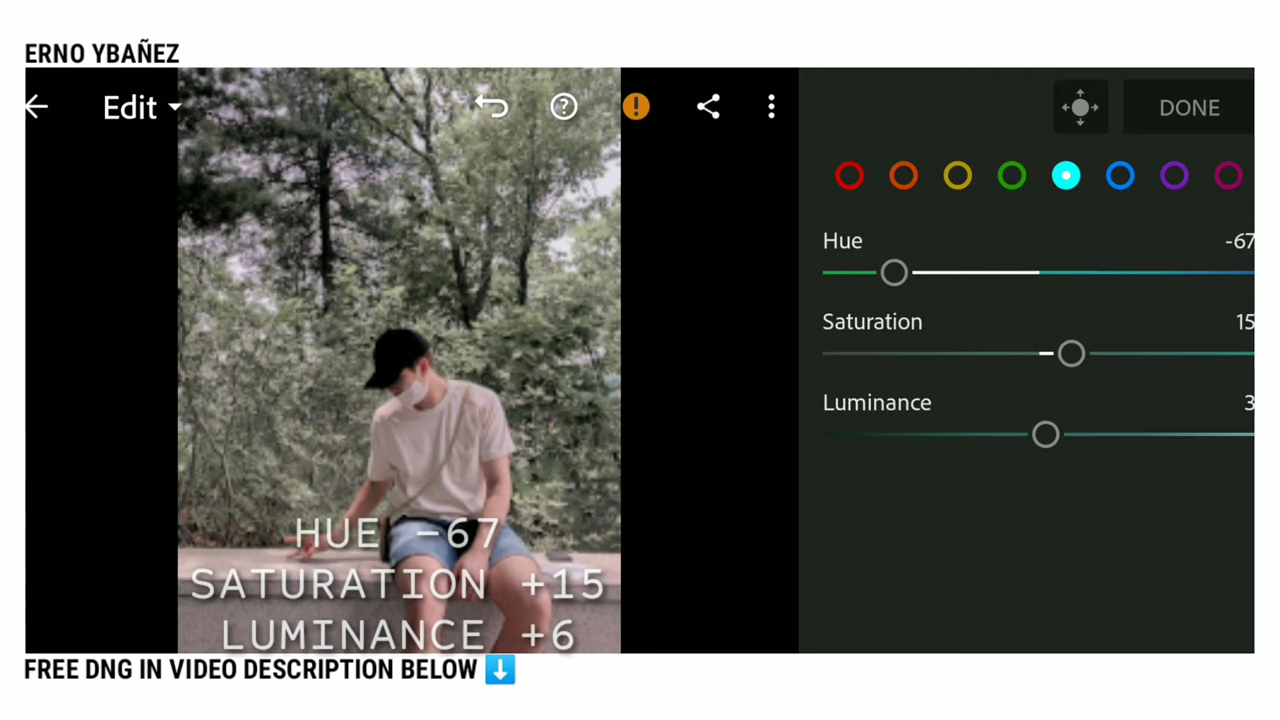 ERNO YBAÑEZ
Edit
DONE
Hue -67
Saturation 15
Luminance 3
HUE -67
SATURATION +15
LUMINANCE +6
FREE DNG IN VIDEO DESCRIPTION BELOW ⬇️